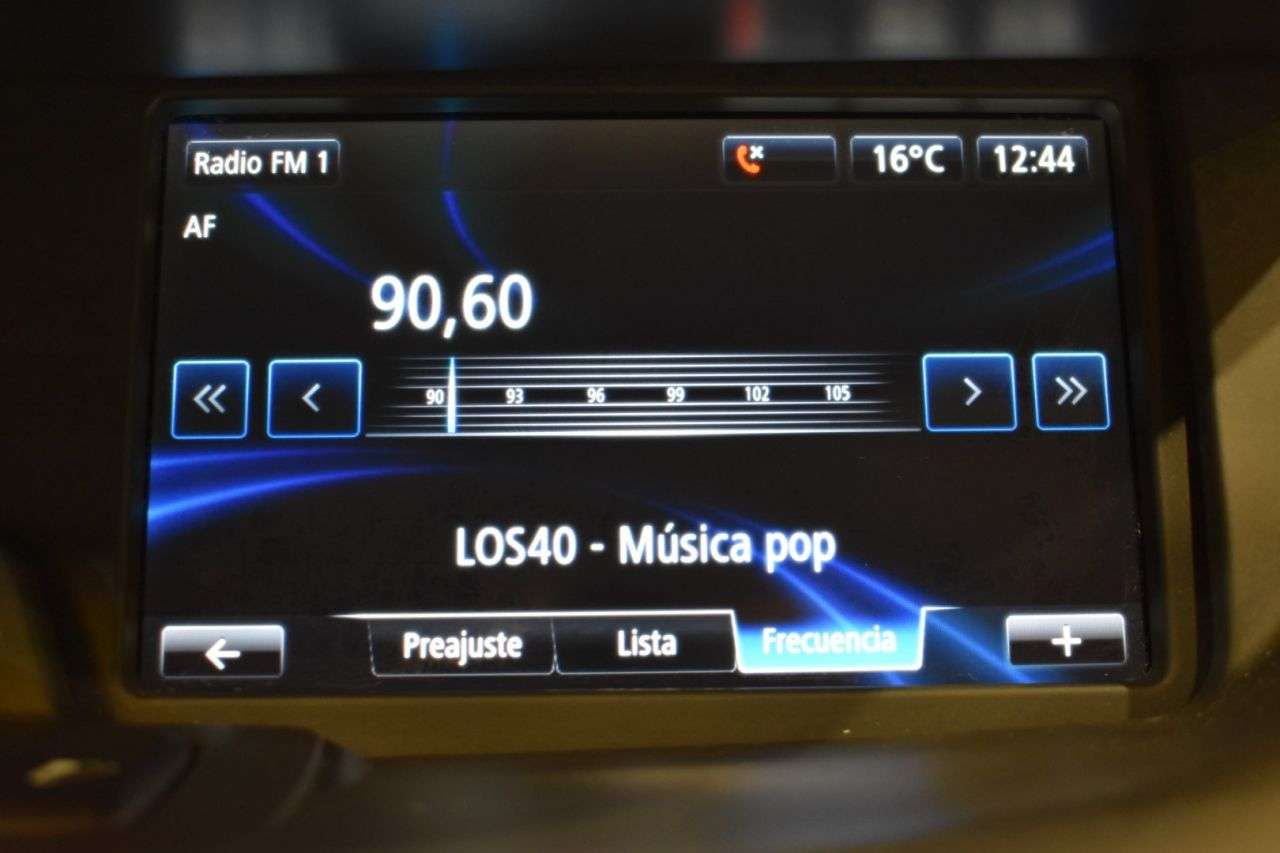 Radio FM 1 16°C 12:44
AF
90,60
90 93 96 99 102 105
LOS40 - Música pop
Preajuste Lista Frecuencia